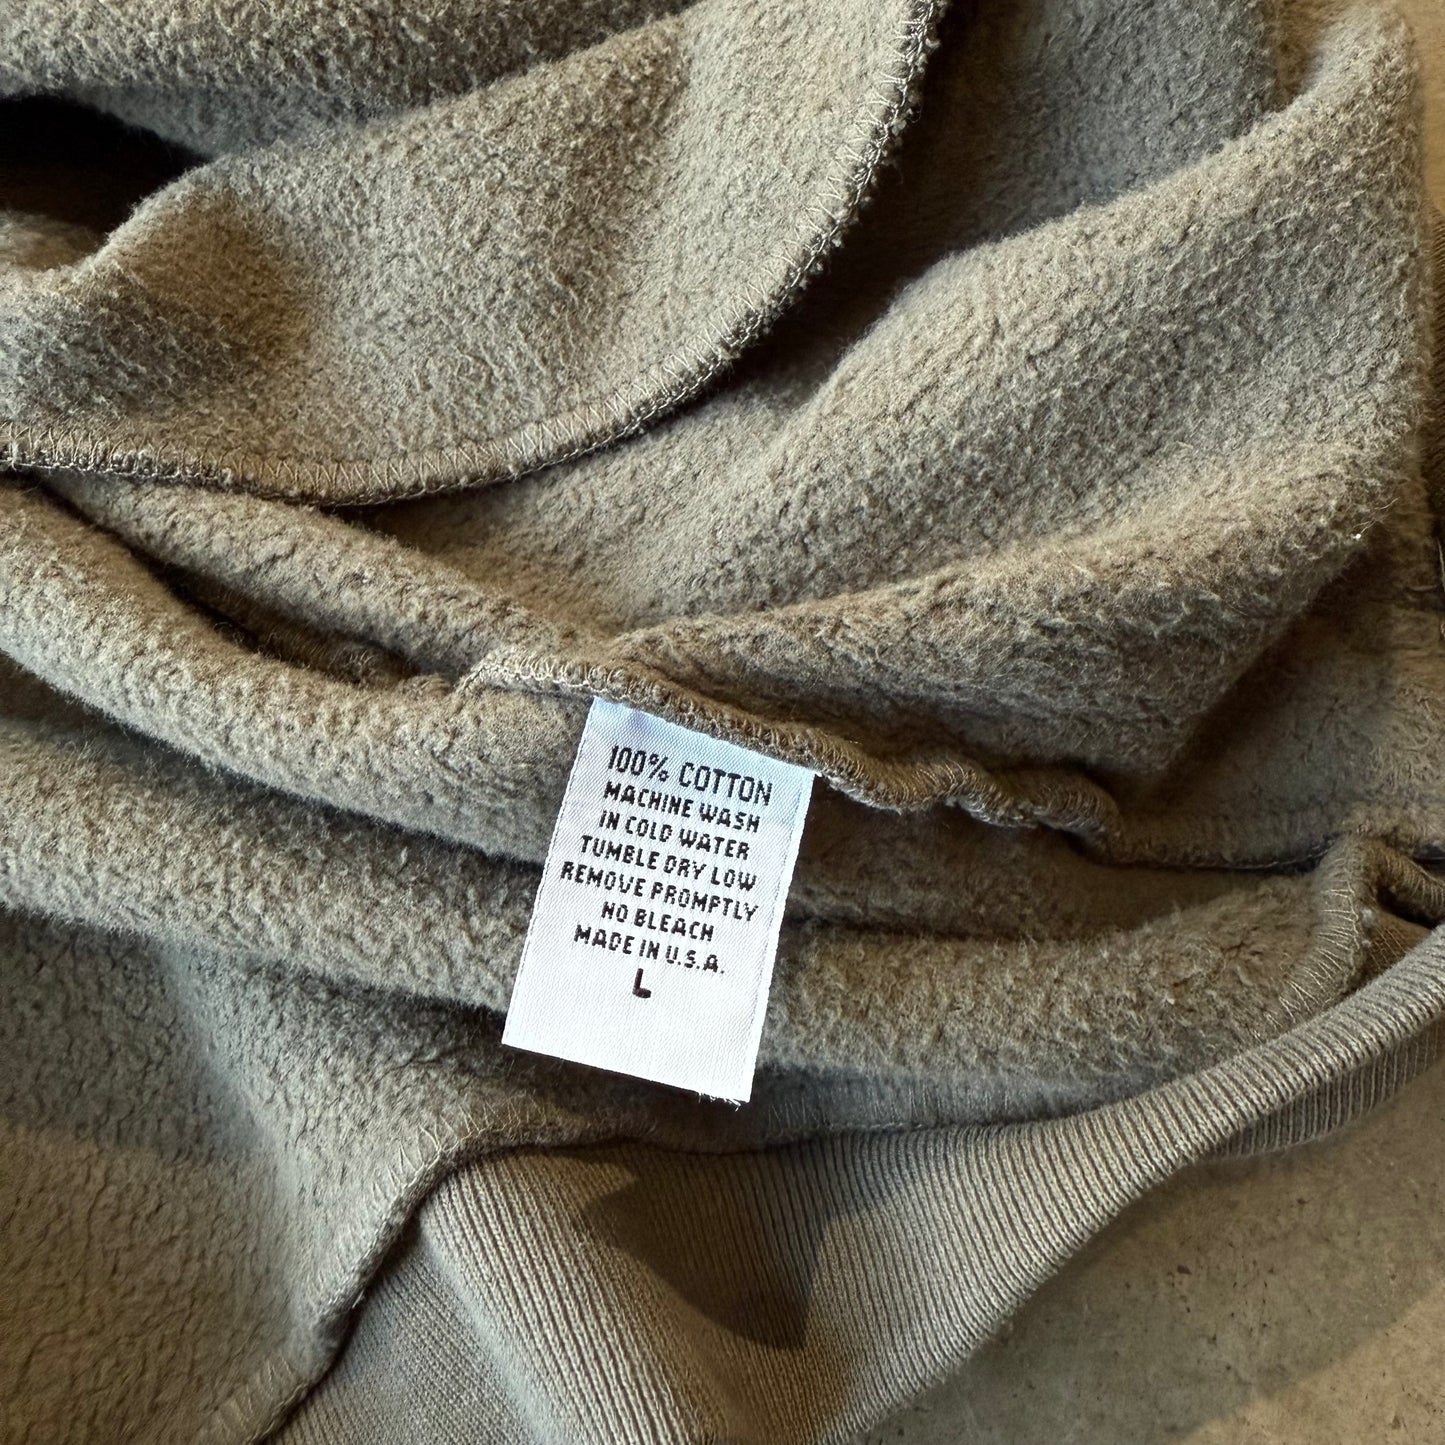 100% COTTON
MACHINE WASH
IN COLD WATER
TUMBLE DRY LOW
REMOVE PROMPTLY
NO BLEACH
MADE IN U.S.A.
L